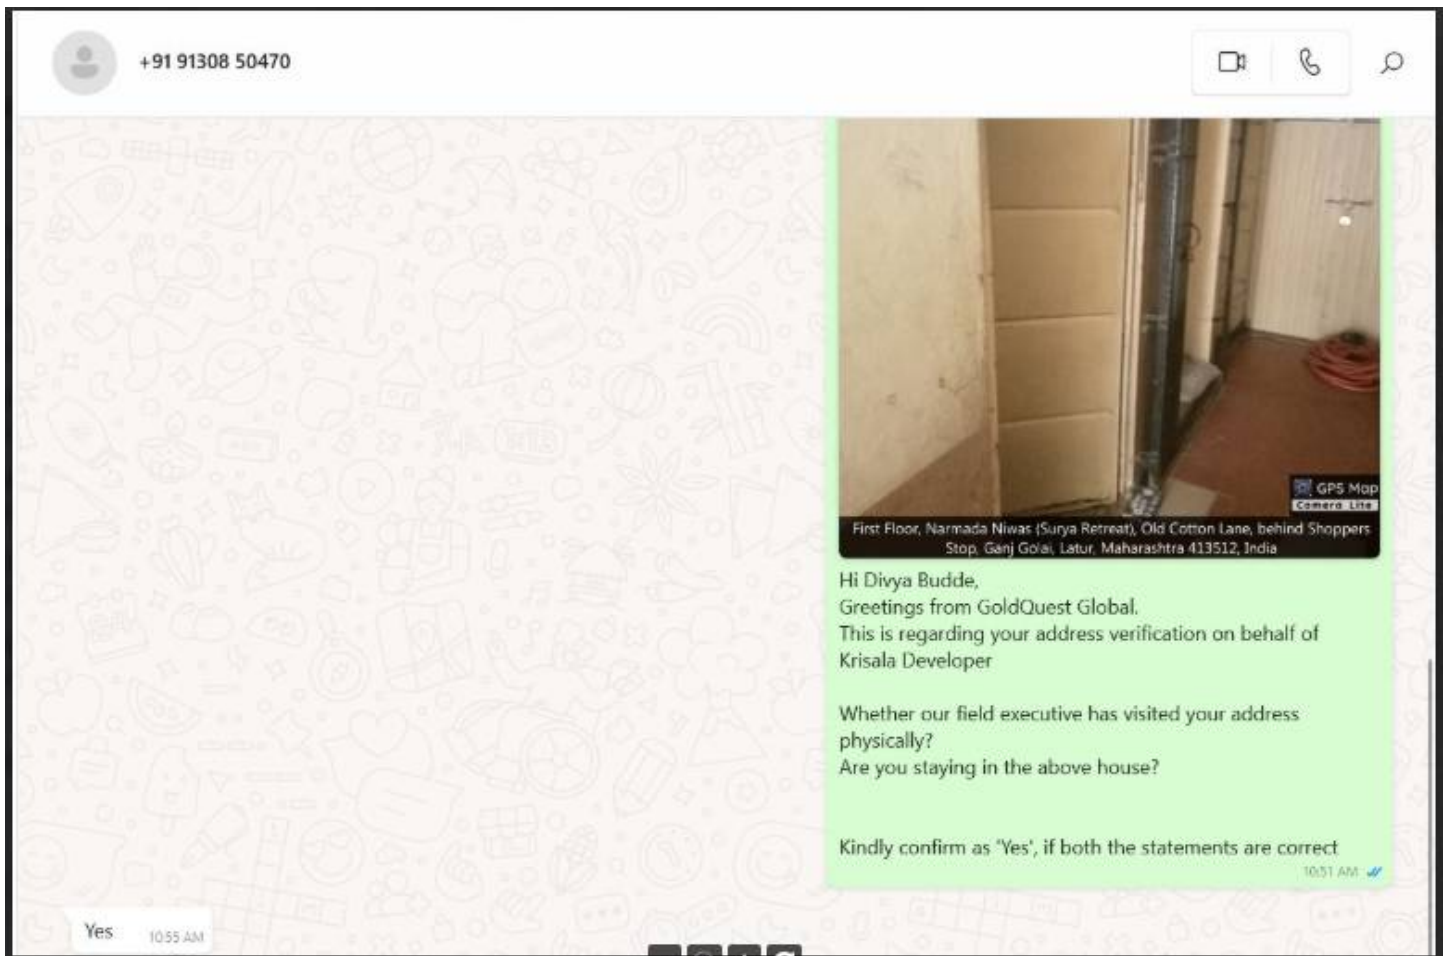 +91 91308 50470
GPS Map
Camera Lite
First Floor, Narmada Niwas (Surya Retreat), Old Cotton Lane, behind Shoppers
Stop, Ganj Golai, Latur, Maharashtra 413512, India
Hi Divya Budde,
Greetings from GoldQuest Global.
This is regarding your address verification on behalf of
Krisala Developer
Whether our field executive has visited your address
physically?
Are you staying in the above house?
Kindly confirm as 'Yes', if both the statements are correct
10:51 AM
Yes
10:55 AM